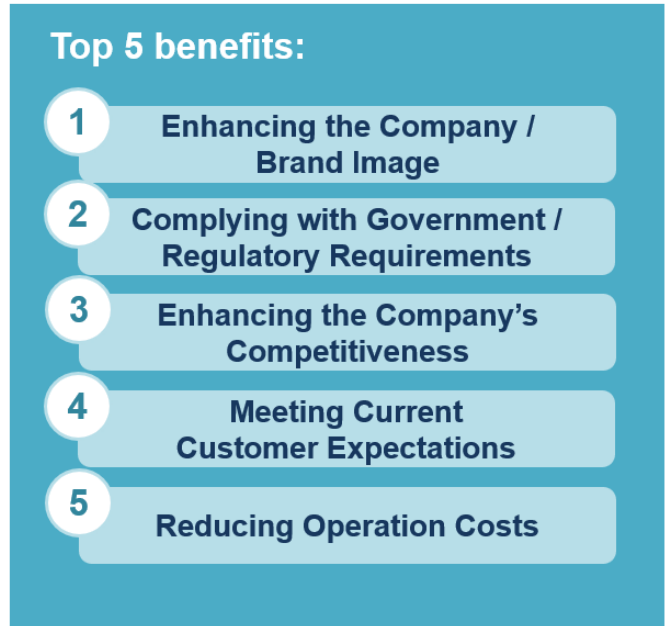 Top 5 benefits:
1
Enhancing the Company /
Brand Image
2
Complying with Government /
Regulatory Requirements
3
Enhancing the Company’s
Competitiveness
4
Meeting Current
Customer Expectations
5
Reducing Operation Costs